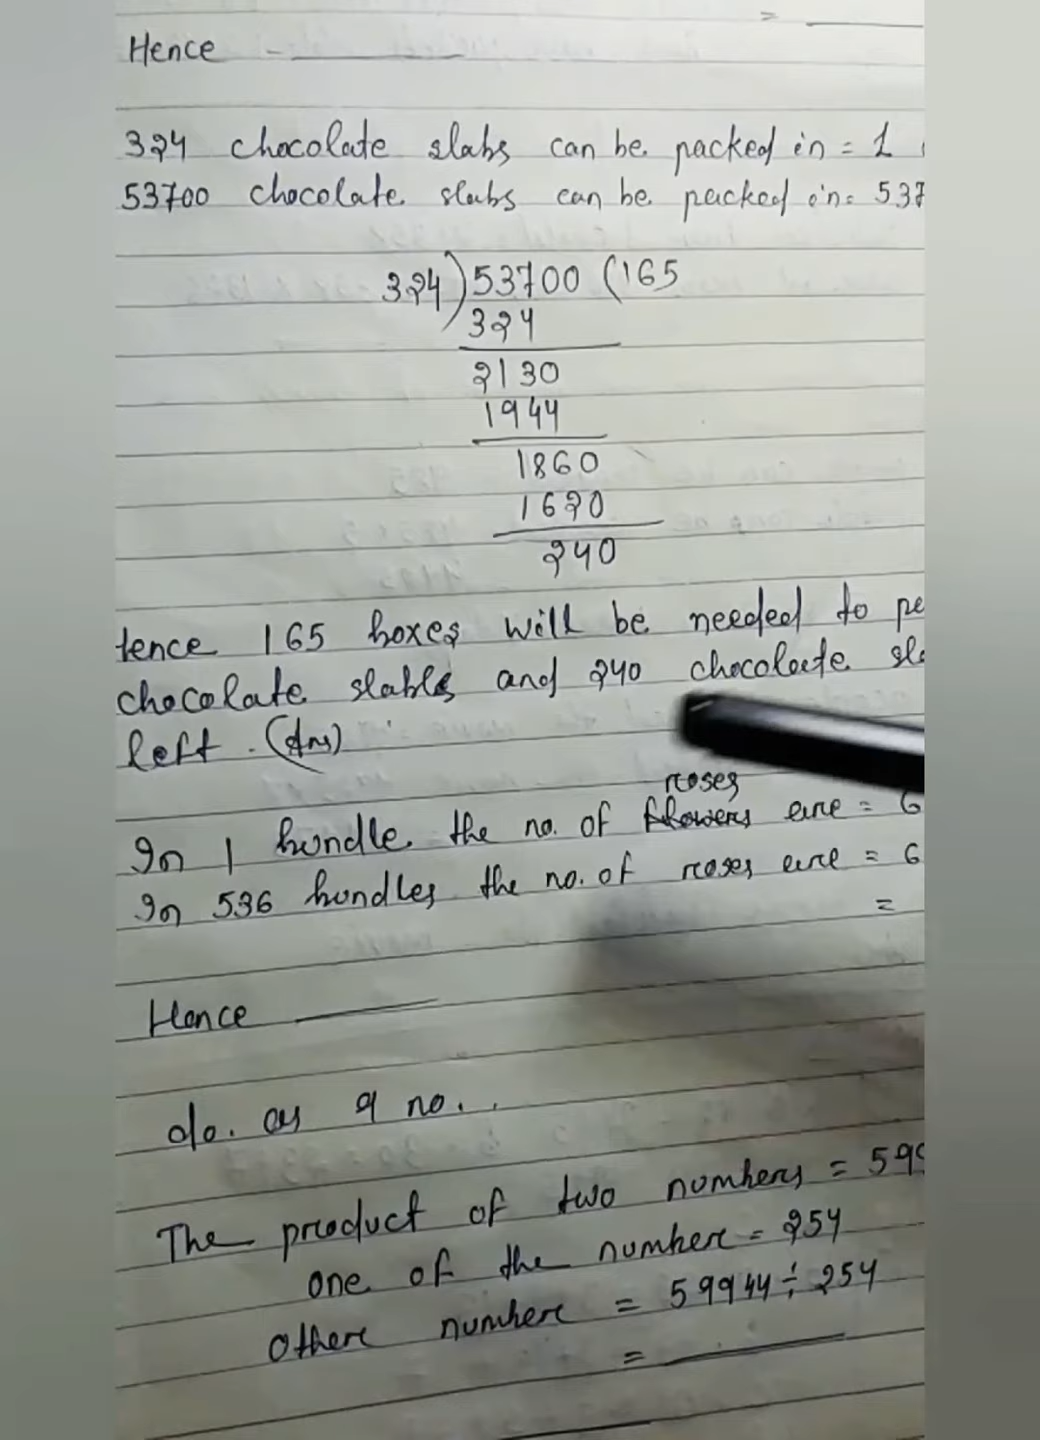 =
Hence
324 chocolate slabs can be packed in = 1
53700 chocolate slabs can be packed in = 537
324)53700(165
324
2130
1944
1860
1620
240
tence 165 boxes will be needed to pe
chocolate slabs and 240 chocolate sla
left. (Ans)
roses
In 1 bundle the no. of flowers are = 6
In 536 bundles the no. of roses are = 6
=
Hence
do. as 9 no..
The product of two numbers = 599
one of the number = 254
Other number = 59944 ÷ 254
=